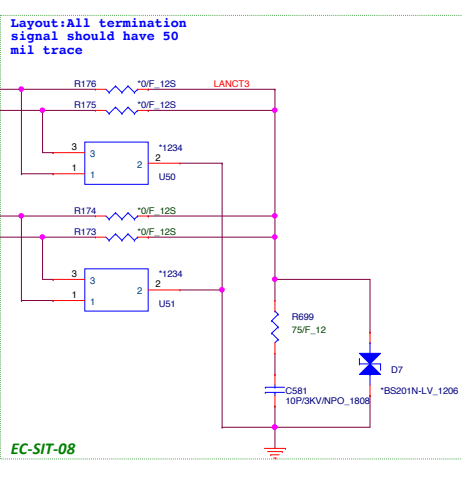 Layout:All termination
signal should have 50
mil trace
R176 *0/F_12S LANCT3
R175 *0/F_12S
3 3 *1234
2 2
1 1 U50
R174 *0/F_12S
R173 *0/F_12S
3 3 *1234
2 2
1 1 U51
R699
75/F_12
D7
C581 *BS201N-LV_1206
10P/3KV/NPO_1808
EC-SIT-08